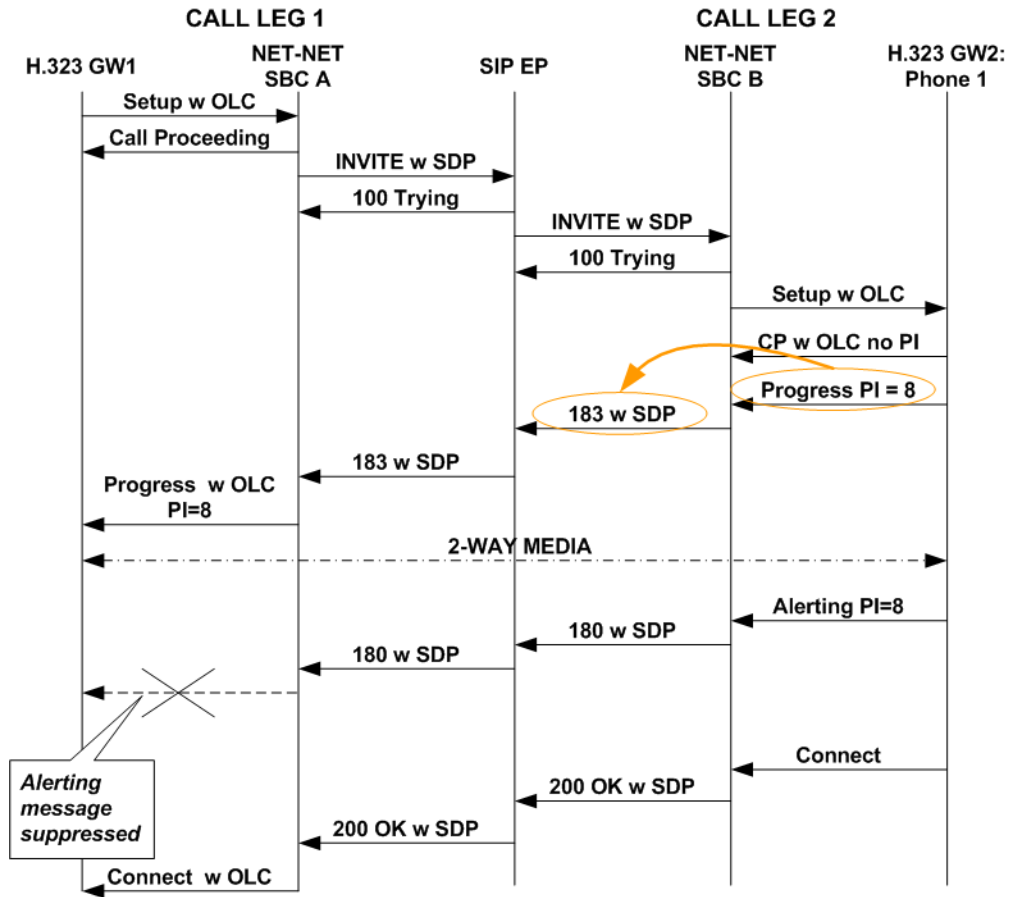 CALL LEG 1
CALL LEG 2
H.323 GW1
NET-NET
SBC A
SIP EP
NET-NET
SBC B
H.323 GW2:
Phone 1
Setup w OLC
Call Proceeding
INVITE w SDP
100 Trying
INVITE w SDP
100 Trying
Setup w OLC
CP w OLC no PI
Progress PI = 8
183 w SDP
183 w SDP
Progress w OLC
PI=8
2-WAY MEDIA
Alerting PI=8
180 w SDP
180 w SDP
Alerting
message
suppressed
Connect
200 OK w SDP
200 OK w SDP
Connect w OLC